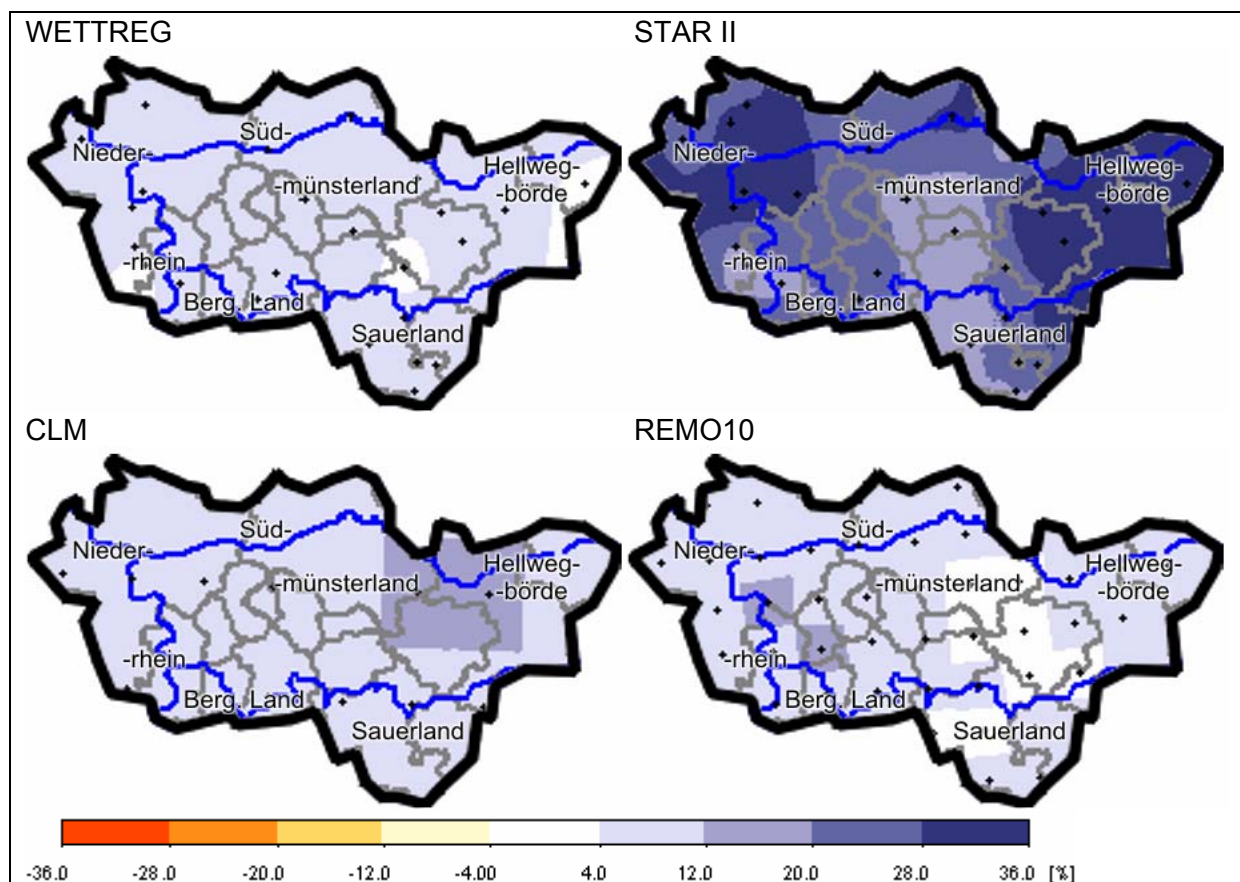 WETTREG
Süd-
Nieder-
Hellweg-
-münsterland
-börde
-rhein
Berg. Land
Sauerland
STAR II
Süd-
Nieder-
Hellweg-
-münsterland
-börde
-rhein
Berg. Land
Sauerland
CLM
Süd-
Nieder-
Hellweg-
-münsterland
-börde
-rhein
Berg. Land
Sauerland
REMO10
Süd-
Nieder-
Hellweg-
-münsterland
-börde
-rhein
Berg. Land
Sauerland
-36.0 -28.0 -20.0 -12.0 -4.00 4.0 12.0 20.0 28.0 36.0 [%]